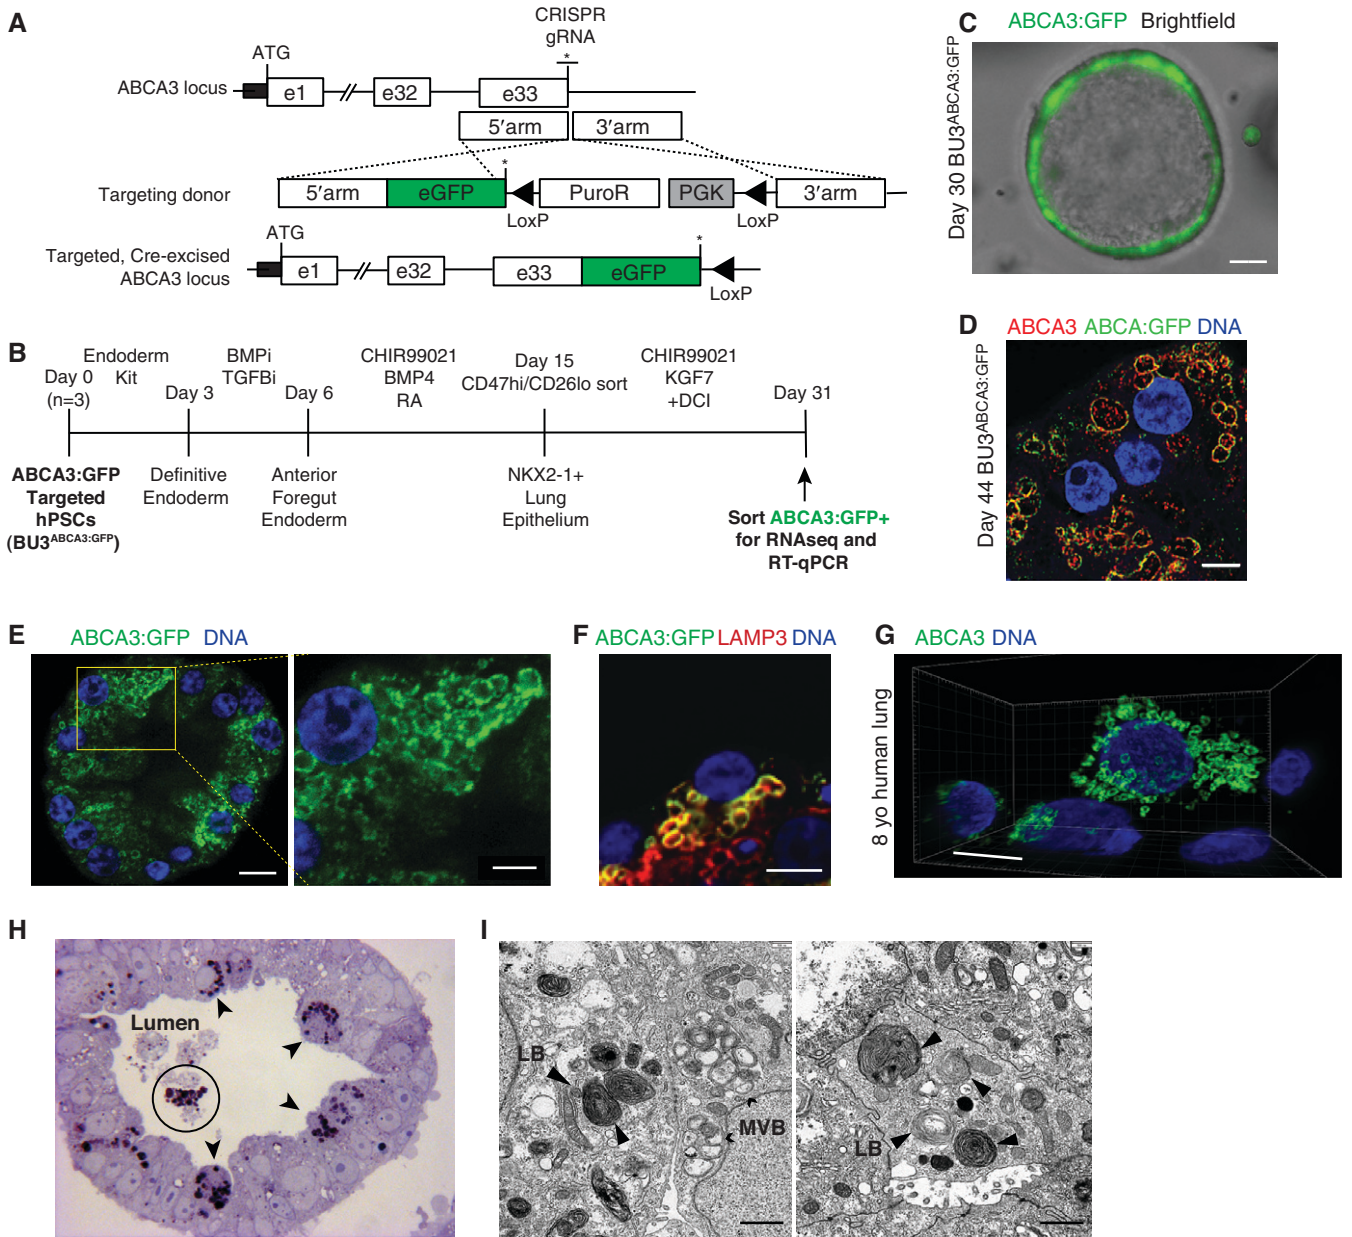 A
CRISPR
gRNA
*
ATG
ABCA3 locus
e1
e32
e33
5′arm
3′arm
*
Targeting donor
5′arm
eGFP
PuroR
PGK
3′arm
LoxP
LoxP
ATG
*
Targeted, Cre-excised
ABCA3 locus
e1
e32
e33
eGFP
LoxP
B
Day 0
(n=3)
Endoderm
Kit
Day 3
BMPi
TGFBi
Day 6
CHIR99021
BMP4
RA
Day 15
CD47hi/CD26lo sort
CHIR99021
KGF7
+DCI
Day 31
ABCA3:GFP
Targeted
hPSCs
(BU3ABCA3:GFP)
Definitive
Endoderm
Anterior
Foregut
Endoderm
NKX2-1+
Lung
Epithelium
Sort ABCA3:GFP+
for RNAseq and
RT-qPCR
C
ABCA3:GFP Brightfield
Day 30 BU3ABCA3:GFP
D
ABCA3 ABCA:GFP DNA
Day 44 BU3ABCA3:GFP
E
ABCA3:GFP DNA
F
ABCA3:GFP LAMP3 DNA
G
ABCA3 DNA
8 yo human lung
H
Lumen
I
LB
MVB
LB